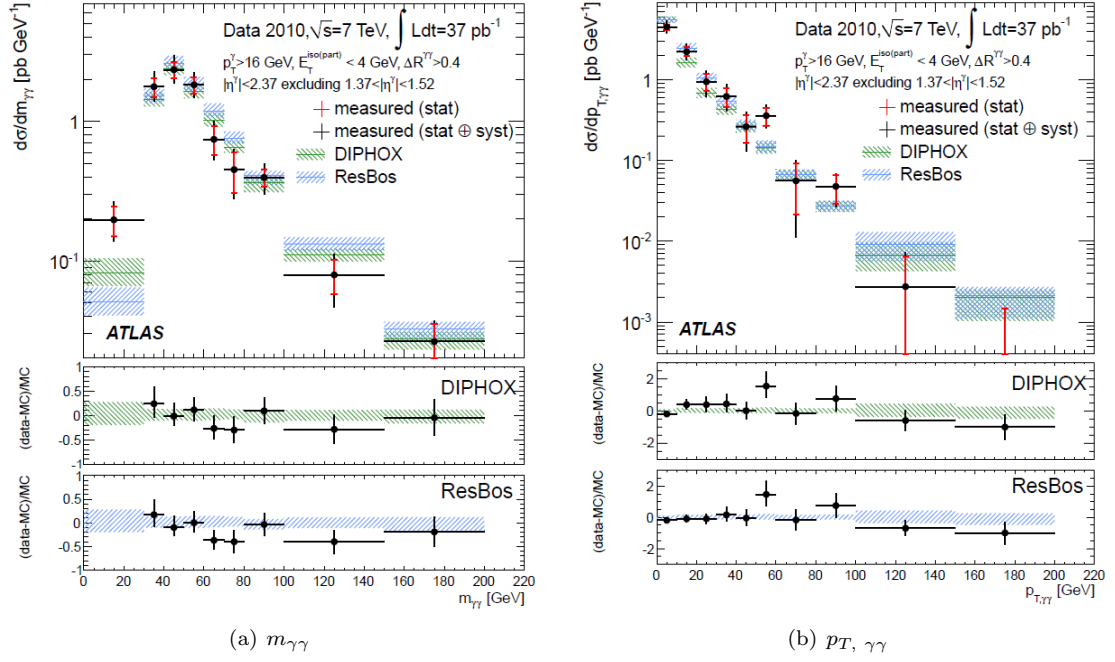 dσ/dmγγ [pb GeV⁻¹]
Data 2010, √s=7 TeV, ∫ Ldt=37 pb⁻¹
p_T^γ>16 GeV, E_T^iso(part) < 4 GeV, ΔR^γγ>0.4
|η^γ|<2.37 excluding 1.37<|η^γ|<1.52
measured (stat)
measured (stat ⊕ syst)
DIPHOX
ResBos
1
10⁻¹
ATLAS
(data-MC)/MC
1
0.5
0
-0.5
-1
DIPHOX
(data-MC)/MC
1
0.5
0
-0.5
-1
ResBos
0 20 40 60 80 100 120 140 160 180 200 220
mγγ [GeV]
(a) mγγ
dσ/dp_T,γγ [pb GeV⁻¹]
Data 2010, √s=7 TeV, ∫ Ldt=37 pb⁻¹
p_T^γ>16 GeV, E_T^iso(part) < 4 GeV, ΔR^γγ>0.4
|η^γ|<2.37 excluding 1.37<|η^γ|<1.52
measured (stat)
measured (stat ⊕ syst)
DIPHOX
ResBos
10
1
10⁻¹
10⁻²
10⁻³
ATLAS
(data-MC)/MC
2
0
-2
DIPHOX
(data-MC)/MC
2
0
-2
ResBos
0 20 40 60 80 100 120 140 160 180 200 220
p_T,γγ [GeV]
(b) p_T, γγ